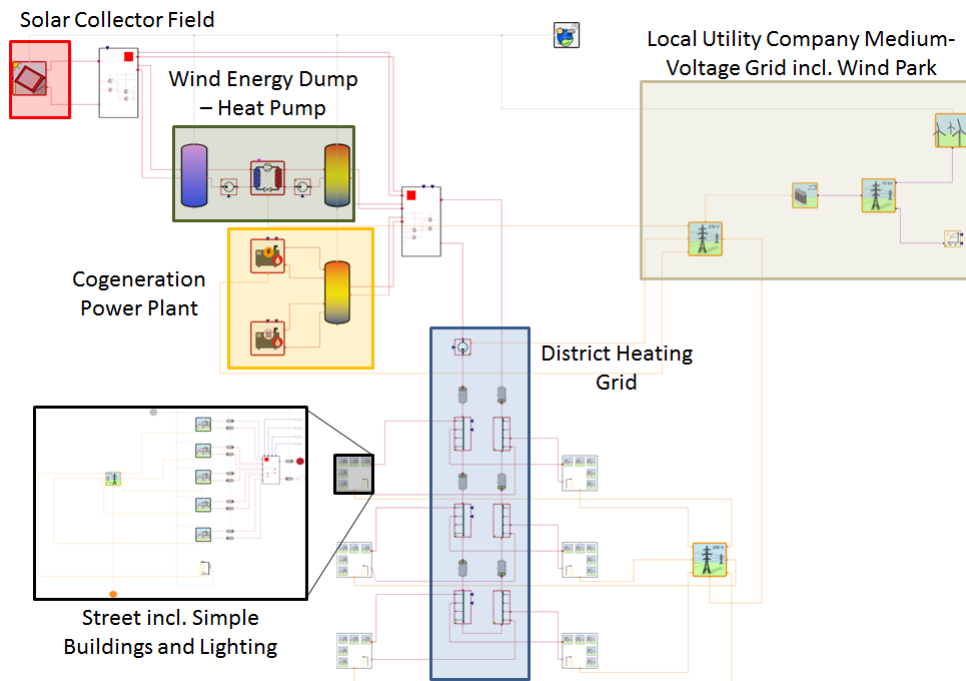 Solar Collector Field
Local Utility Company Medium-
Voltage Grid incl. Wind Park
Wind Energy Dump
– Heat Pump
Cogeneration
Power Plant
District Heating
Grid
Street incl. Simple
Buildings and Lighting